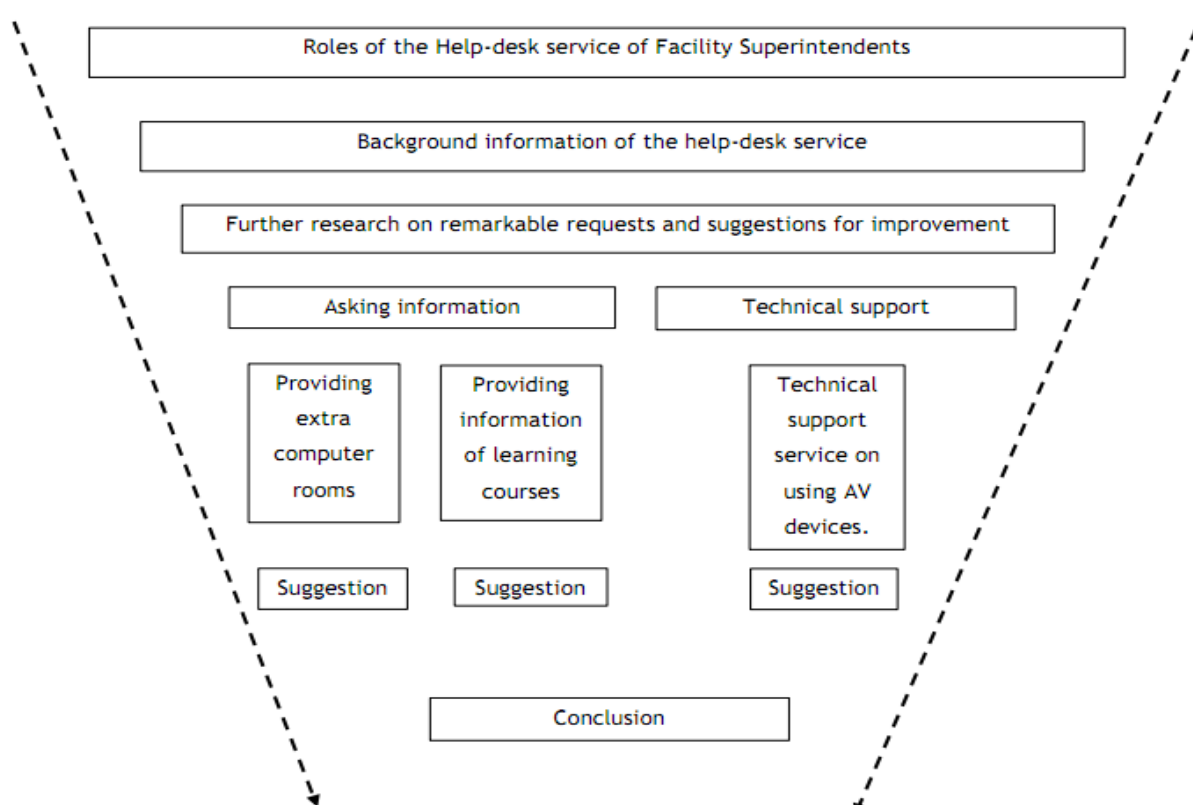 Roles of the Help-desk service of Facility Superintendents
Background information of the help-desk service
Further research on remarkable requests and suggestions for improvement
Asking information
Technical support
Providing
extra
computer
rooms
Providing
information
of learning
courses
Technical
support
service on
using AV
devices.
Suggestion
Suggestion
Suggestion
Conclusion